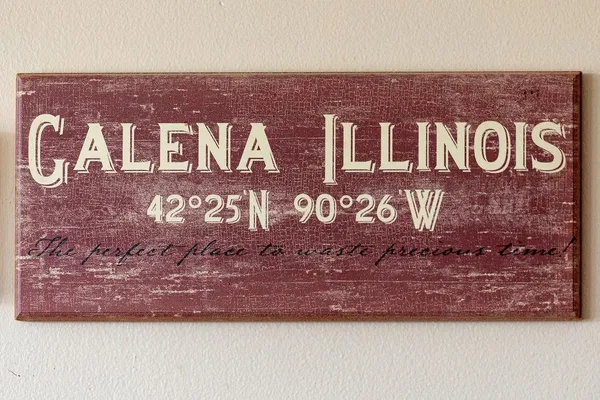 GALENA ILLINOIS
42°25'N 90°26'W
The perfect place to waste precious time!